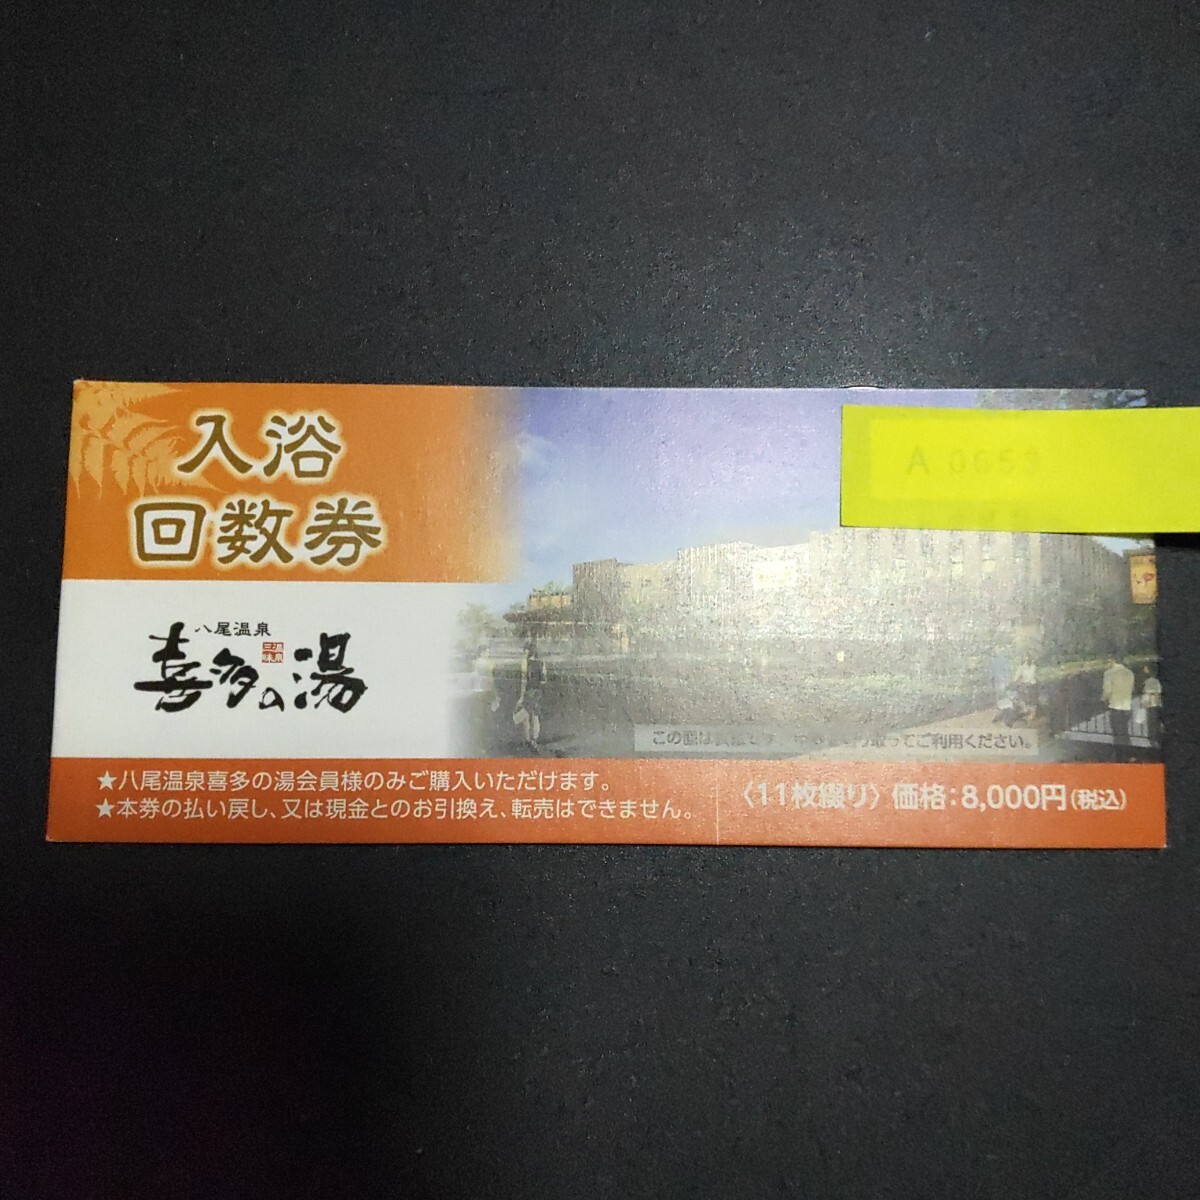 入浴
回数券
八尾温泉
喜多の湯
A 0653
この面は
切り取ってご利用ください。
★八尾温泉喜多の湯会員様のみご購入いただけます。
★本券の払い戻し、又は現金とのお引換え、転売はできません。
〈11枚綴り〉価格：8,000円（税込）